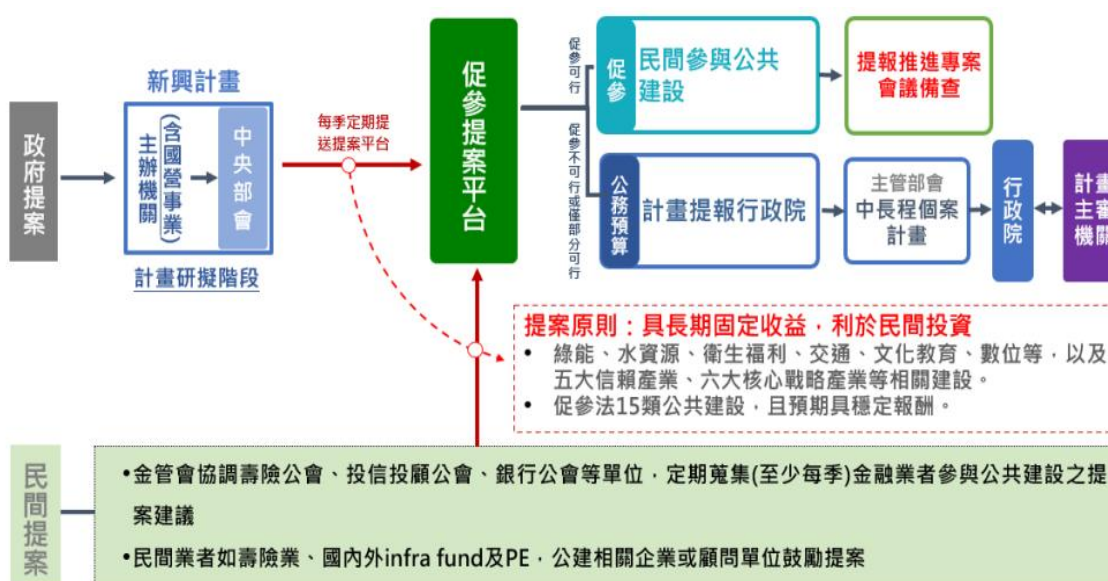 政府提案
新興計畫
主辦機關
(含國營事業)
中央部會
計畫研擬階段
每季定期提
送提案平台
促參提案平台
促參可行
促參不可行或僅部分可行
促參
民間參與公共
建設
提報推進專案
會議備查
公務預算
計畫提報行政院
主管部會
中長程個案
計畫
行政院
計畫
主審
機關
提案原則：具長期固定收益，利於民間投資
• 綠能、水資源、衛生福利、交通、文化教育、數位等，以及
五大信賴產業、六大核心戰略產業等相關建設。
• 促參法15類公共建設，且預期具穩定報酬。
民間提案
•金管會協調壽險公會、投信投顧公會、銀行公會等單位，定期蒐集(至少每季)金融業者參與公共建設之提
案建議
•民間業者如壽險業、國內外infra fund及PE，公建相關企業或顧問單位鼓勵提案